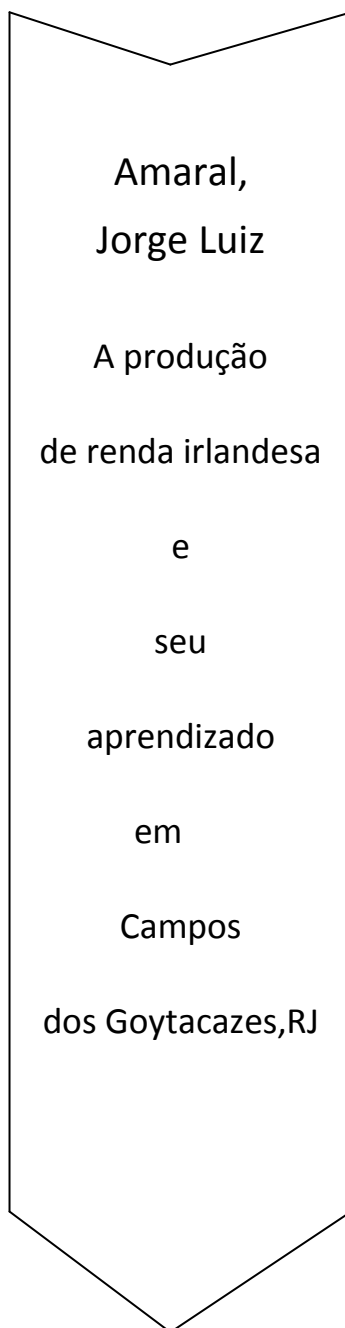 Amaral,
Jorge Luiz
A produção
de renda irlandesa
e
seu
aprendizado
em
Campos
dos Goytacazes,RJ